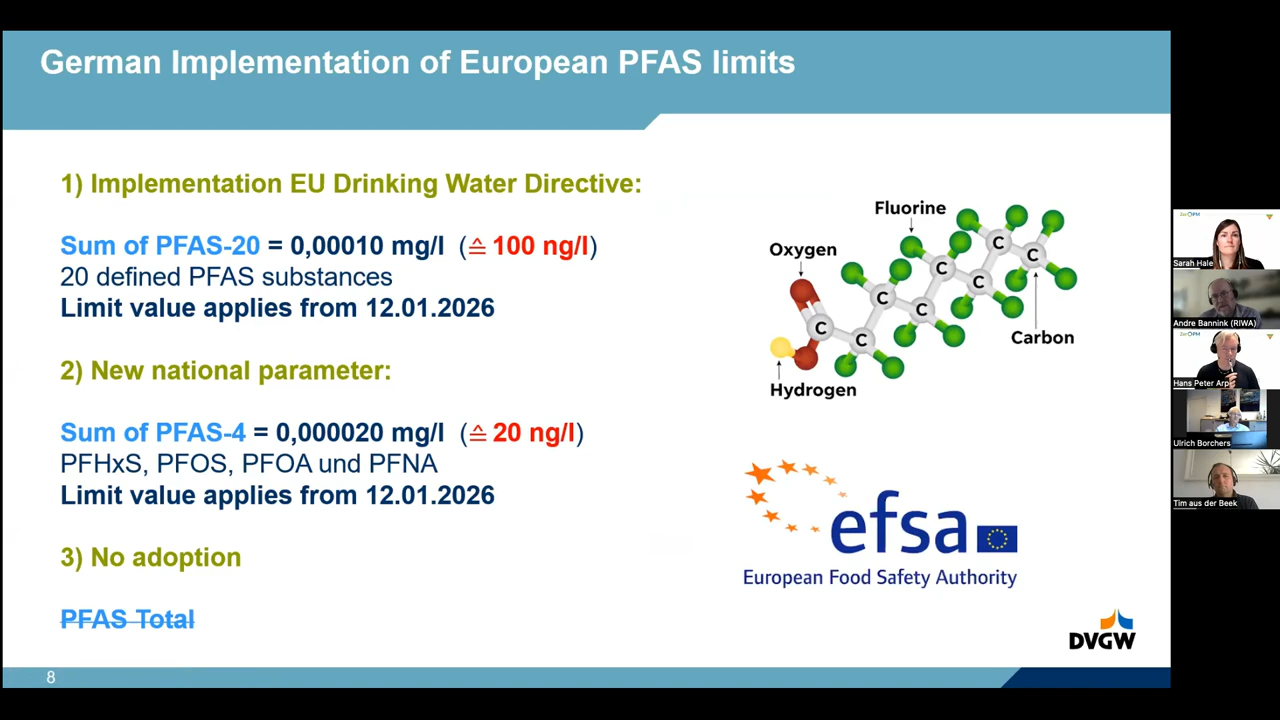 German Implementation of European PFAS limits
1) Implementation EU Drinking Water Directive:
Sum of PFAS-20 = 0,00010 mg/l (≙ 100 ng/l)
20 defined PFAS substances
Limit value applies from 12.01.2026
2) New national parameter:
Sum of PFAS-4 = 0,000020 mg/l (≙ 20 ng/l)
PFHxS, PFOS, PFOA und PFNA
Limit value applies from 12.01.2026
3) No adoption
PFAS Total
8
Fluorine
Oxygen
C
C
C
C
C
C
C
C
Carbon
Hydrogen
efsa
European Food Safety Authority
DVGW
Sarah Hale
Andre Bannink (RIWA)
Hans Peter Arp
Ulrich Borchers
Tim aus der Beek